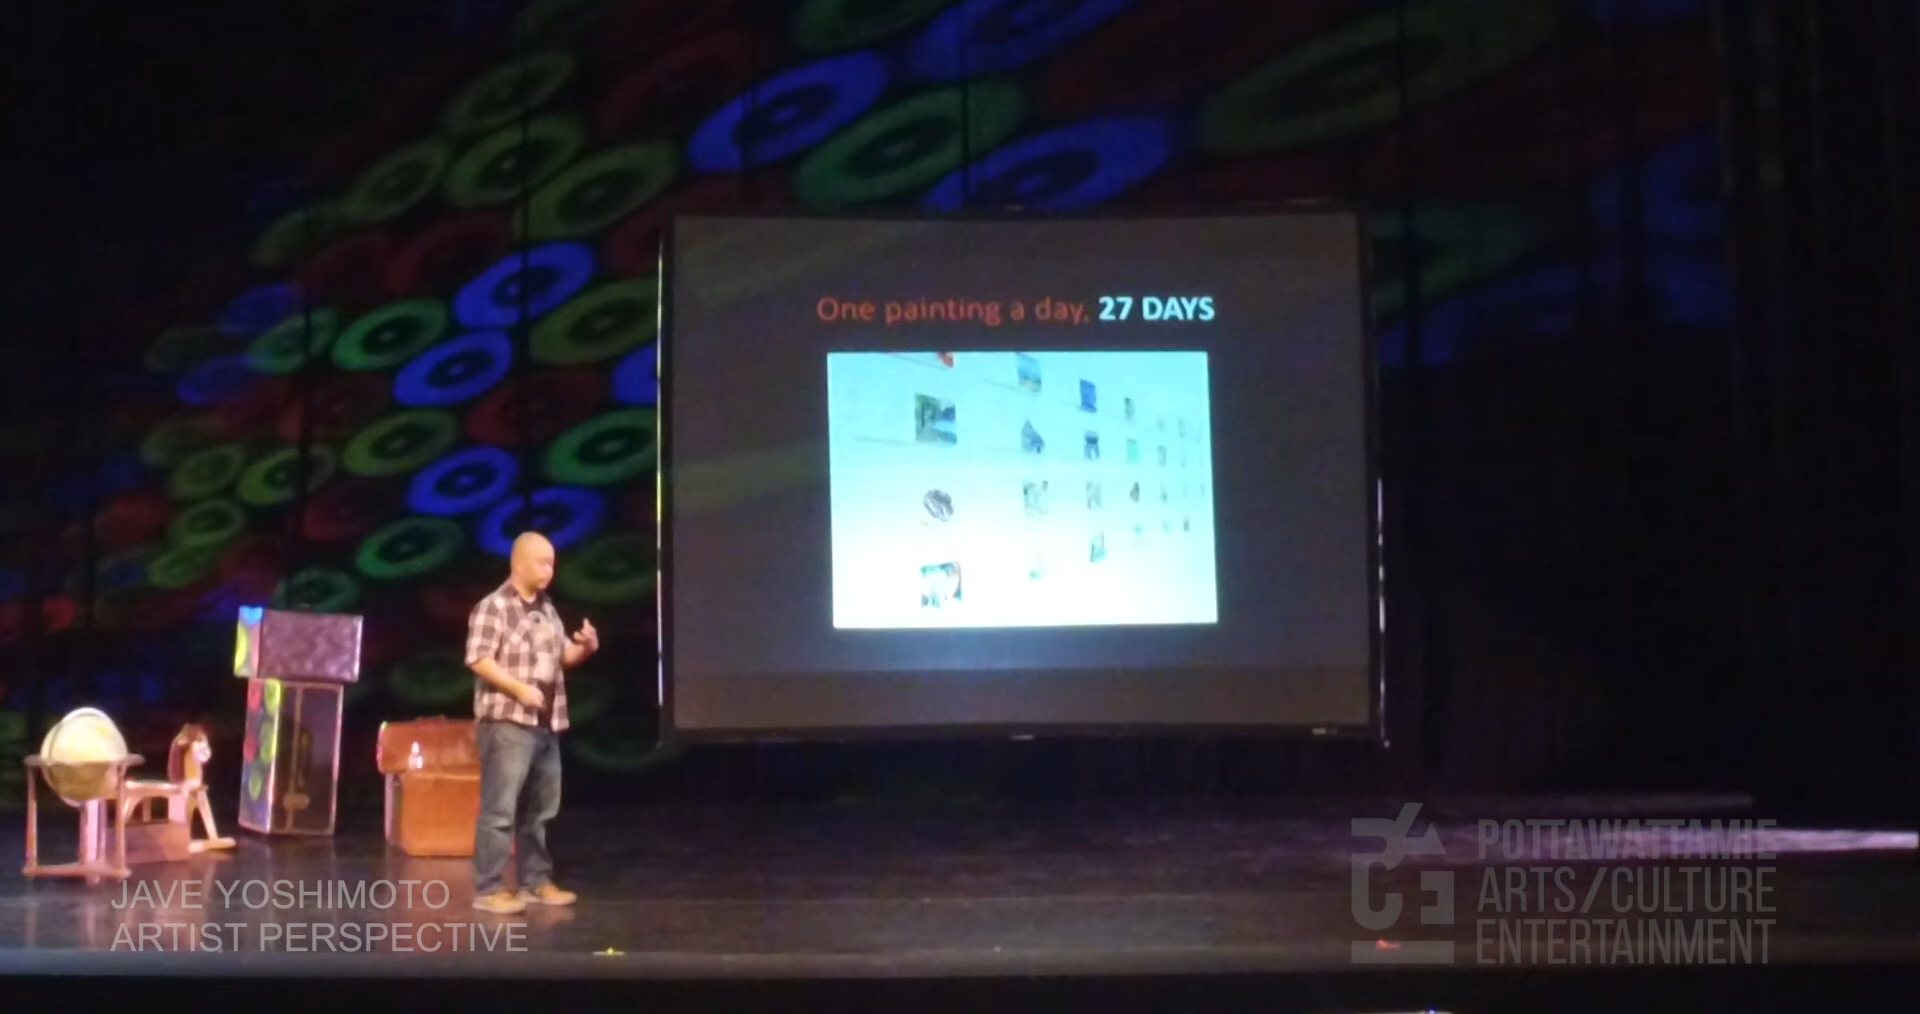 One painting a day, 27 DAYS
JAVE YOSHIMOTO
ARTIST PERSPECTIVE
POTTAWATTAMIE
ARTS/CULTURE
ENTERTAINMENT